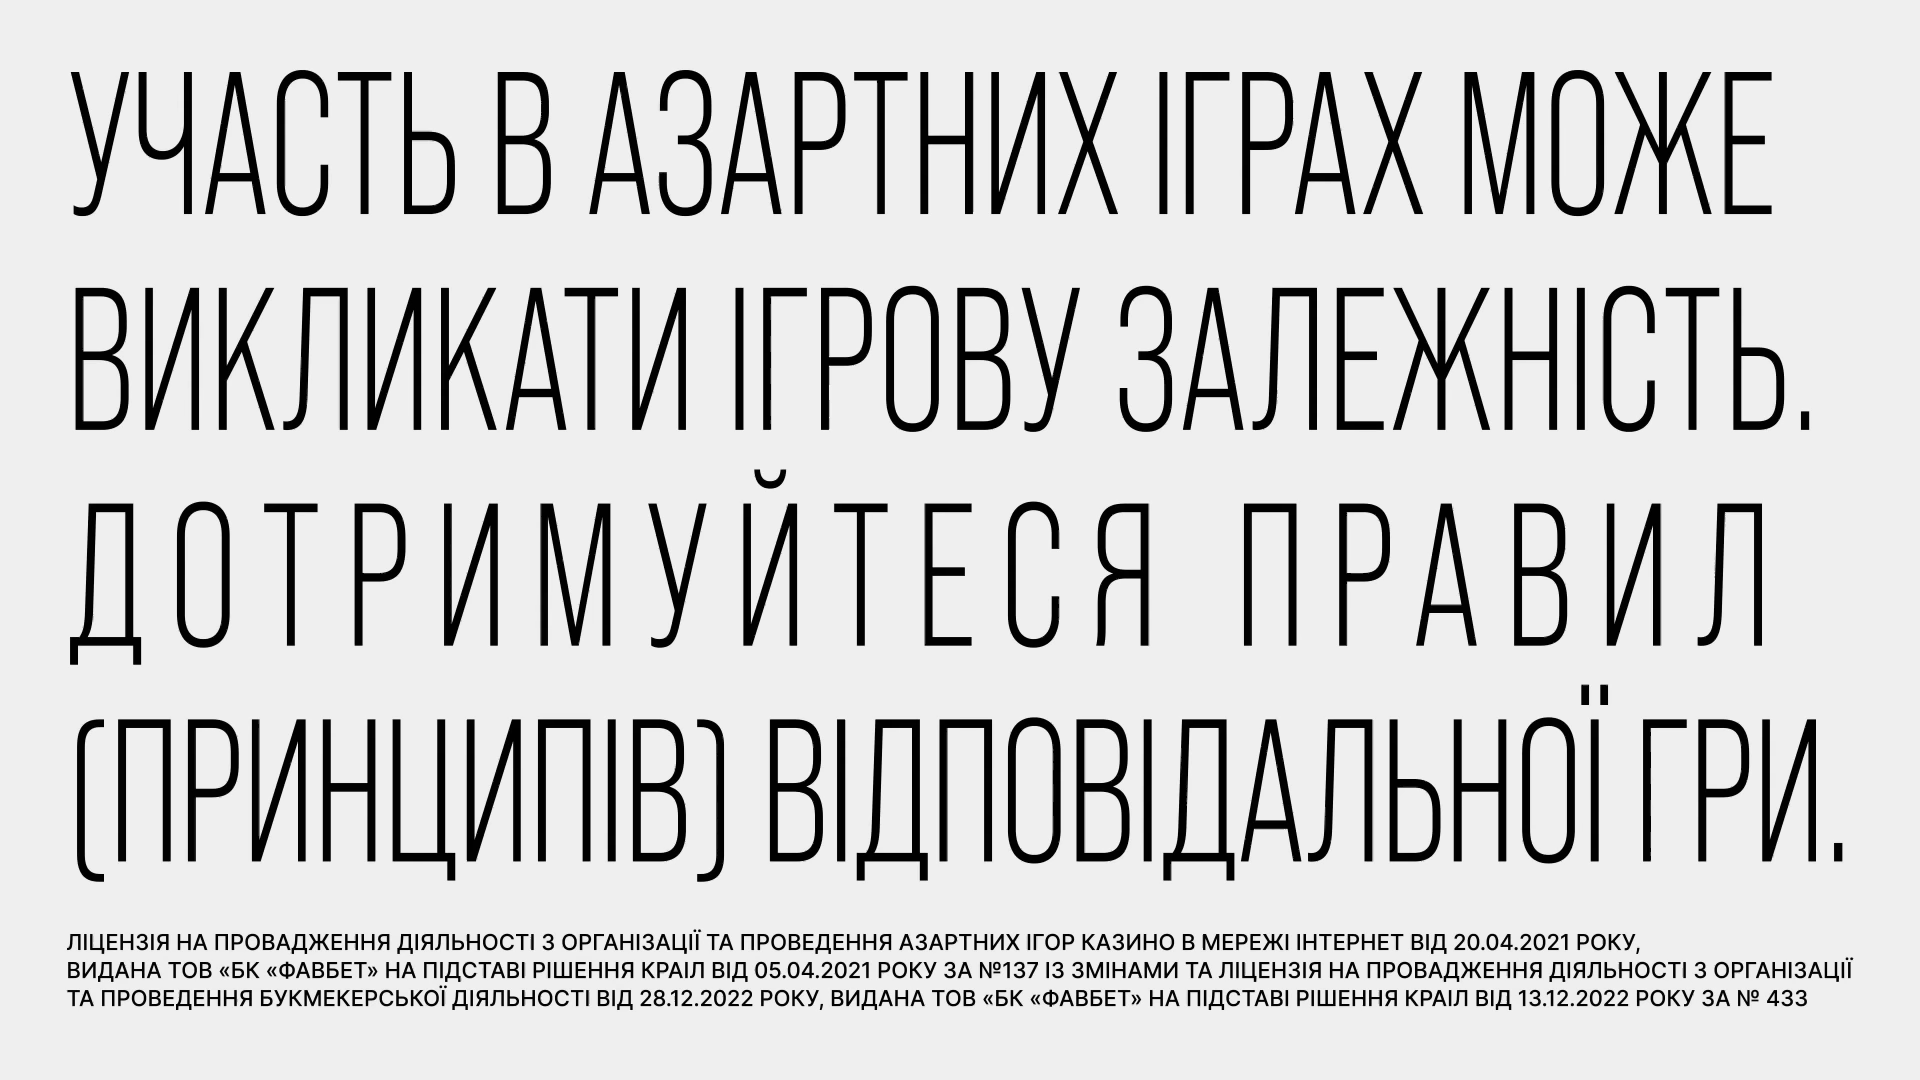 УЧАСТЬ В АЗАРТНИХ ІГРАХ МОЖЕ
ВИКЛИКАТИ ІГРОВУ ЗАЛЕЖНІСТЬ.
ДОТРИМУЙТЕСЯ ПРАВИЛ
(ПРИНЦИПІВ) ВІДПОВІДАЛЬНОЇ ГРИ.
ЛІЦЕНЗІЯ НА ПРОВАДЖЕННЯ ДІЯЛЬНОСТІ З ОРГАНІЗАЦІЇ ТА ПРОВЕДЕННЯ АЗАРТНИХ ІГОР КАЗИНО В МЕРЕЖІ ІНТЕРНЕТ ВІД 20.04.2021 РОКУ,
ВИДАНА ТОВ «БК «ФАВБЕТ» НА ПІДСТАВІ РІШЕННЯ КРАІЛ ВІД 05.04.2021 РОКУ ЗА №137 ІЗ ЗМІНАМИ ТА ЛІЦЕНЗІЯ НА ПРОВАДЖЕННЯ ДІЯЛЬНОСТІ З ОРГАНІЗАЦІЇ
ТА ПРОВЕДЕННЯ БУКМЕКЕРСЬКОЇ ДІЯЛЬНОСТІ ВІД 28.12.2022 РОКУ, ВИДАНА ТОВ «БК «ФАВБЕТ» НА ПІДСТАВІ РІШЕННЯ КРАІЛ ВІД 13.12.2022 РОКУ ЗА № 433